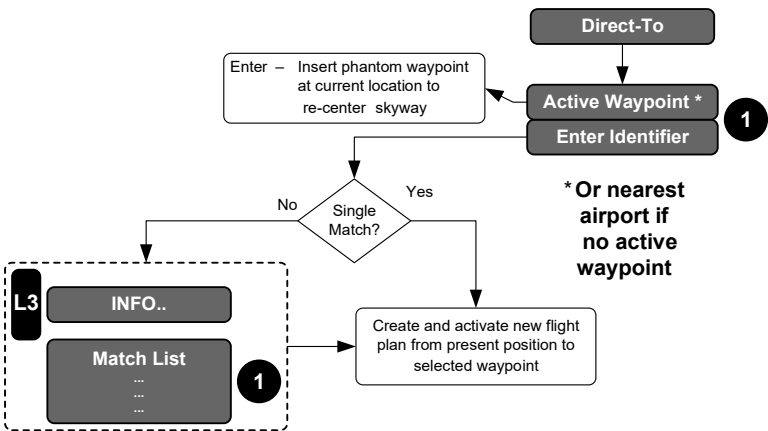 Direct-To
Enter – Insert phantom waypoint
at current location to
re-center skyway
Active Waypoint *
Enter Identifier
1
* Or nearest
airport if
no active
waypoint
No
Yes
Single
Match?
L3
INFO..
Match List
...
...
...
1
Create and activate new flight
plan from present position to
selected waypoint